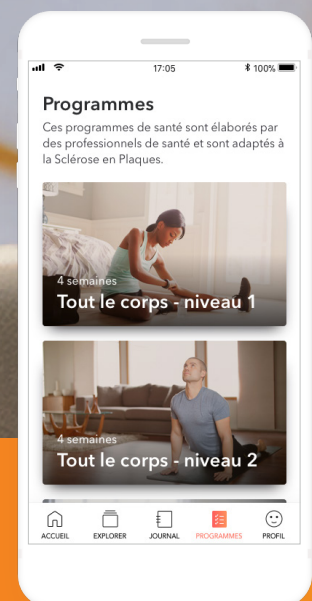 17:05
100%
Programmes
Ces programmes de santé sont élaborés par
des professionnels de santé et sont adaptés à
la Sclérose en Plaques.
4 semaines
Tout le corps - niveau 1
4 semaines
Tout le corps - niveau 2
ACCUEIL EXPLORER JOURNAL PROGRAMMES PROFIL